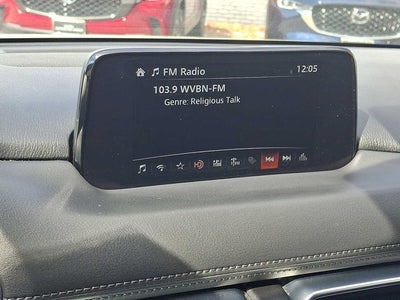 FM Radio 12:05
103.9 WVBN-FM
Genre: Religious Talk